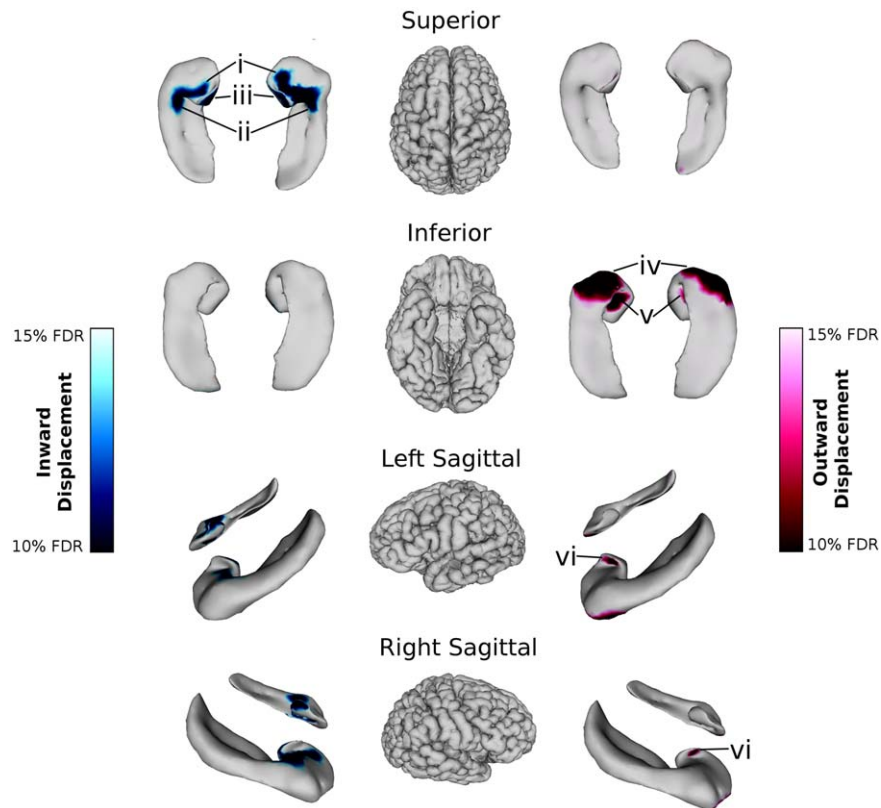 Superior
i
iii
ii
Inferior
iv
v
15% FDR
Inward
Displacement
10% FDR
15% FDR
Outward
Displacement
10% FDR
Left Sagittal
vi
Right Sagittal
vi